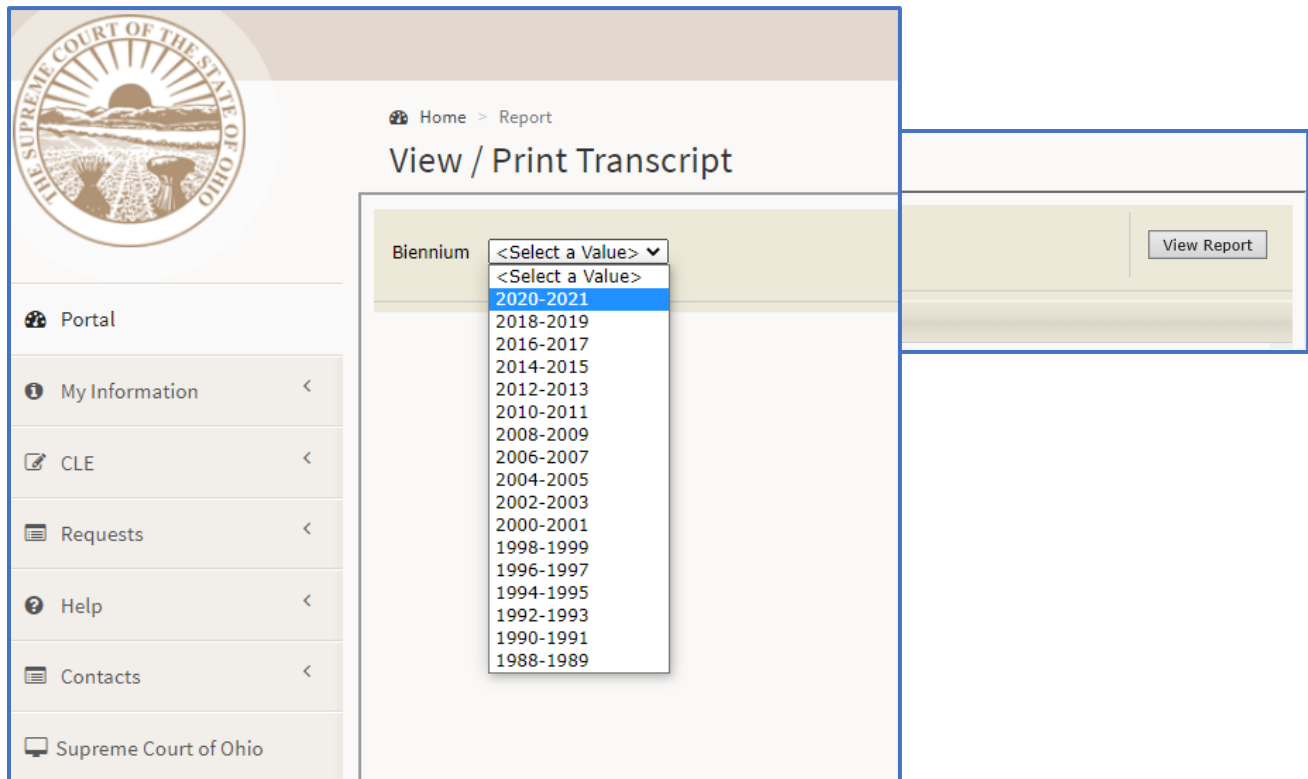 THE SUPREME COURT OF THE STATE OF OHIO
Home > Report
View / Print Transcript
Biennium <Select a Value>
View Report
<Select a Value>
2020-2021
2018-2019
2016-2017
2014-2015
2012-2013
2010-2011
2008-2009
2006-2007
2004-2005
2002-2003
2000-2001
1998-1999
1996-1997
1994-1995
1992-1993
1990-1991
1988-1989
Portal
My Information
CLE
Requests
Help
Contacts
Supreme Court of Ohio